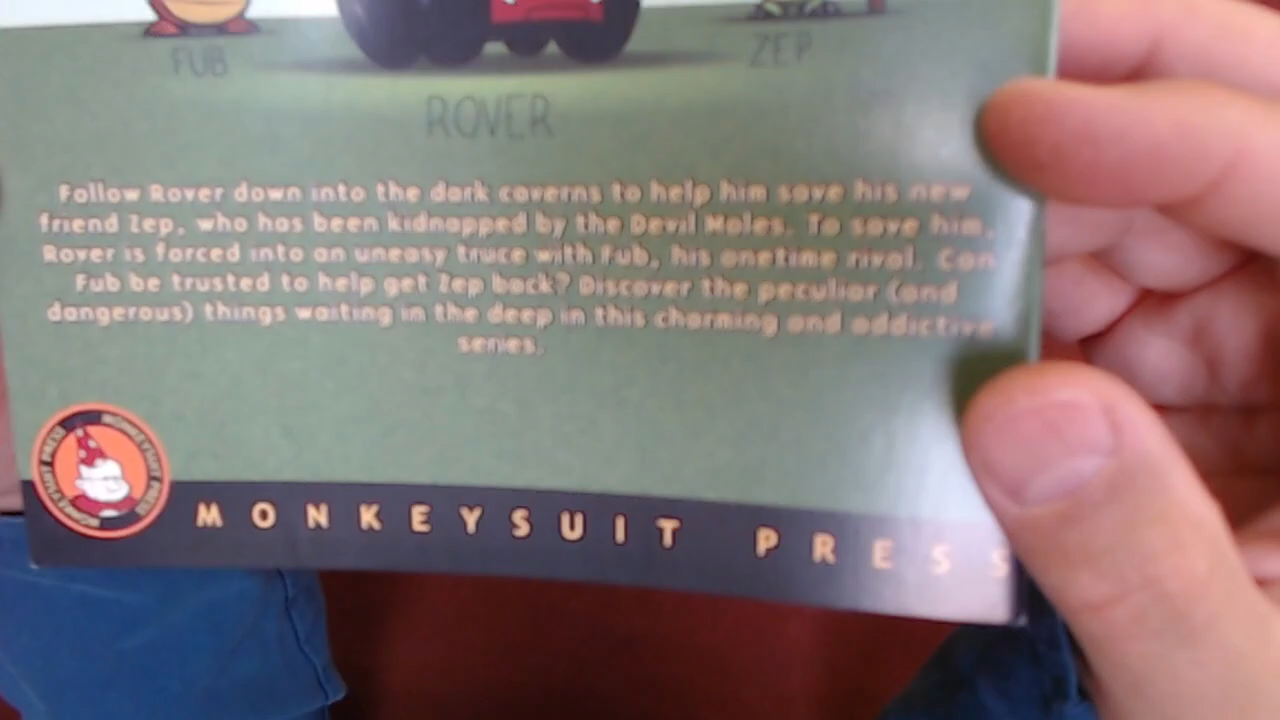 FUB
ZEP
ROVER
Follow Rover down into the dark caverns to help him save his new
friend Zep, who has been kidnapped by the Devil Moles. To save him,
Rover is forced into an uneasy truce with Fub, his onetime rival. Can
Fub be trusted to help get Zep back? Discover the peculiar (and
dangerous) things waiting in the deep in this charming and addictive
series.
MONKEYSUIT PRESS
MONKEYSUIT PRESS